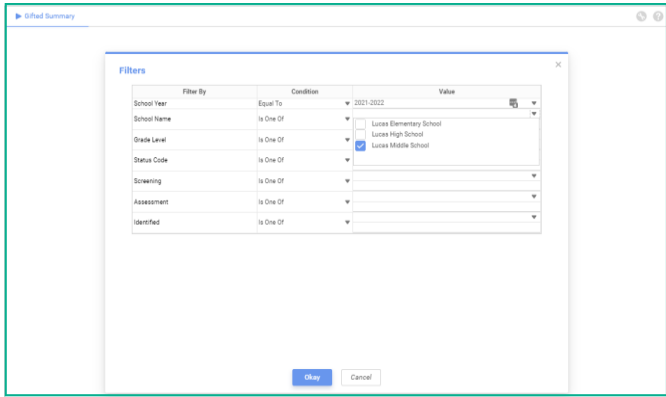 Gifted Summary
Filters
Filter By Condition Value
School Year Equal To 2021-2022
School Name Is One Of
Lucas Elementary School
Lucas High School
Grade Level Is One Of
Lucas Middle School
Status Code Is One Of
Screening Is One Of
Assessment Is One Of
Identified Is One Of
Okay Cancel